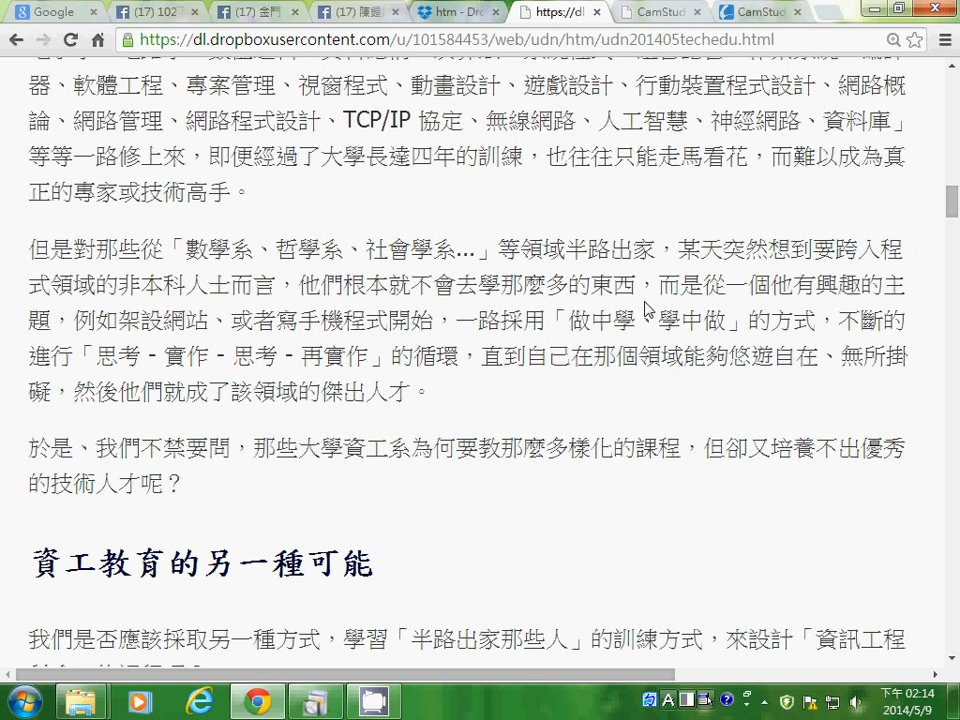 Google
(17) 102
(17) 金門
(17) 陳鍾
htm - Dro
https://dl
CamStud
CamStud
https://dl.dropboxusercontent.com/u/101584453/web/udn/htm/udn201405techedu.html
器、軟體工程、專案管理、視窗程式、動畫設計、遊戲設計、行動裝置程式設計、網路概
論、網路管理、網路程式設計、TCP/IP 協定、無線網路、人工智慧、神經網路、資料庫」
等等一路修上來，即便經過了大學長達四年的訓練，也往往只能走馬看花，而難以成為真
正的專家或技術高手。
但是對那些從「數學系、哲學系、社會學系...」等領域半路出家，某天突然想到要跨入程
式領域的非本科人士而言，他們根本就不會去學那麼多的東西，而是從一個他有興趣的主
題，例如架設網站、或者寫手機程式開始，一路採用「做中學、學中做」的方式，不斷的
進行「思考 - 實作 - 思考 - 再實作」的循環，直到自己在那個領域能夠悠遊自在、無所掛
礙，然後他們就成了該領域的傑出人才。
於是、我們不禁要問，那些大學資工系為何要教那麼多樣化的課程，但卻又培養不出優秀
的技術人才呢？
資工教育的另一種可能
我們是否應該採取另一種方式，學習「半路出家那些人」的訓練方式，來設計「資訊工程
下午 02:14
2014/5/9